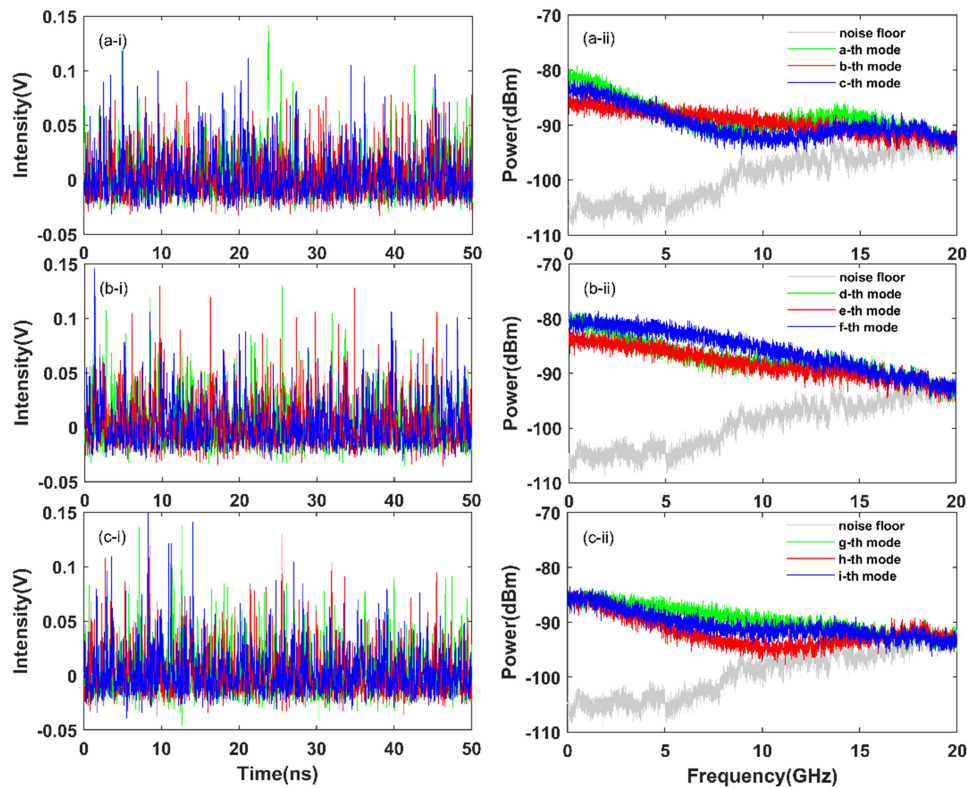 (a-i)
Intensity(V)
0.15
0.1
0.05
0
-0.05
0 10 20 30 40 50
(a-ii)
noise floor
a-th mode
b-th mode
c-th mode
Power(dBm)
-70
-80
-90
-100
-110
0 5 10 15 20
(b-i)
Intensity(V)
0.15
0.1
0.05
0
-0.05
0 10 20 30 40 50
(b-ii)
noise floor
d-th mode
e-th mode
f-th mode
Power(dBm)
-70
-80
-90
-100
-110
0 5 10 15 20
(c-i)
Intensity(V)
0.15
0.1
0.05
0
-0.05
0 10 20 30 40 50
Time(ns)
(c-ii)
noise floor
g-th mode
h-th mode
i-th mode
Power(dBm)
-70
-80
-90
-100
-110
0 5 10 15 20
Frequency(GHz)